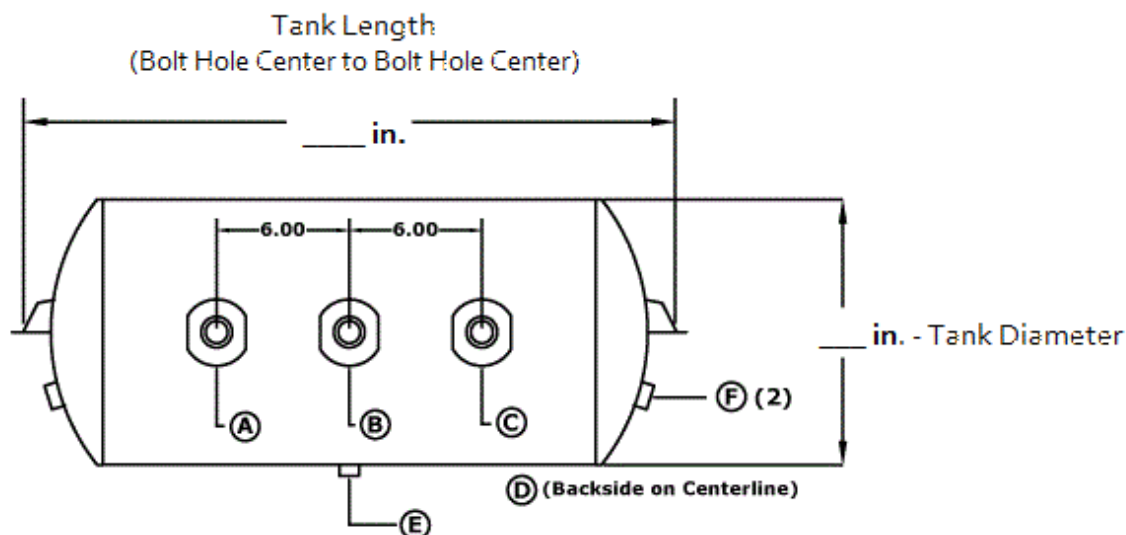 Tank Length
(Bolt Hole Center to Bolt Hole Center)
____ in.
6.00 6.00
___ in. - Tank Diameter
F (2)
A B C
D (Backside on Centerline)
E